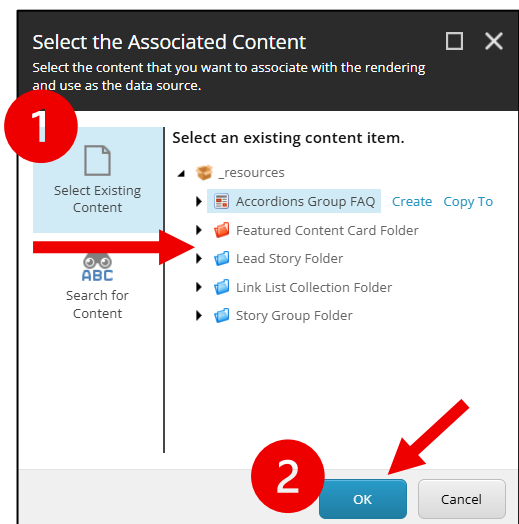 Select the Associated Content
Select the content that you want to associate with the rendering
and use as the data source.
1
Select Existing
Content
ABC
Search for
Content
Select an existing content item.
_resources
Accordions Group FAQ Create Copy To
Featured Content Card Folder
Lead Story Folder
Link List Collection Folder
Story Group Folder
2
OK Cancel